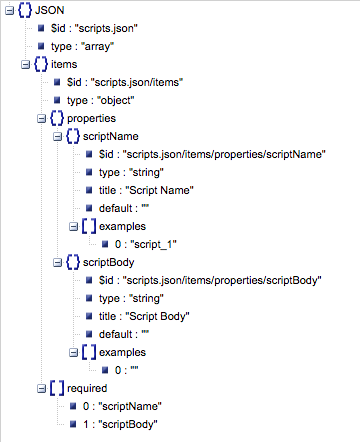 {} JSON
$id : "scripts.json"
type : "array"
{} items
$id : "scripts.json/items"
type : "object"
{} properties
{} scriptName
$id : "scripts.json/items/properties/scriptName"
type : "string"
title : "Script Name"
default : ""
[] examples
0 : "script_1"
{} scriptBody
$id : "scripts.json/items/properties/scriptBody"
type : "string"
title : "Script Body"
default : ""
[] examples
0 : ""
[] required
0 : "scriptName"
1 : "scriptBody"